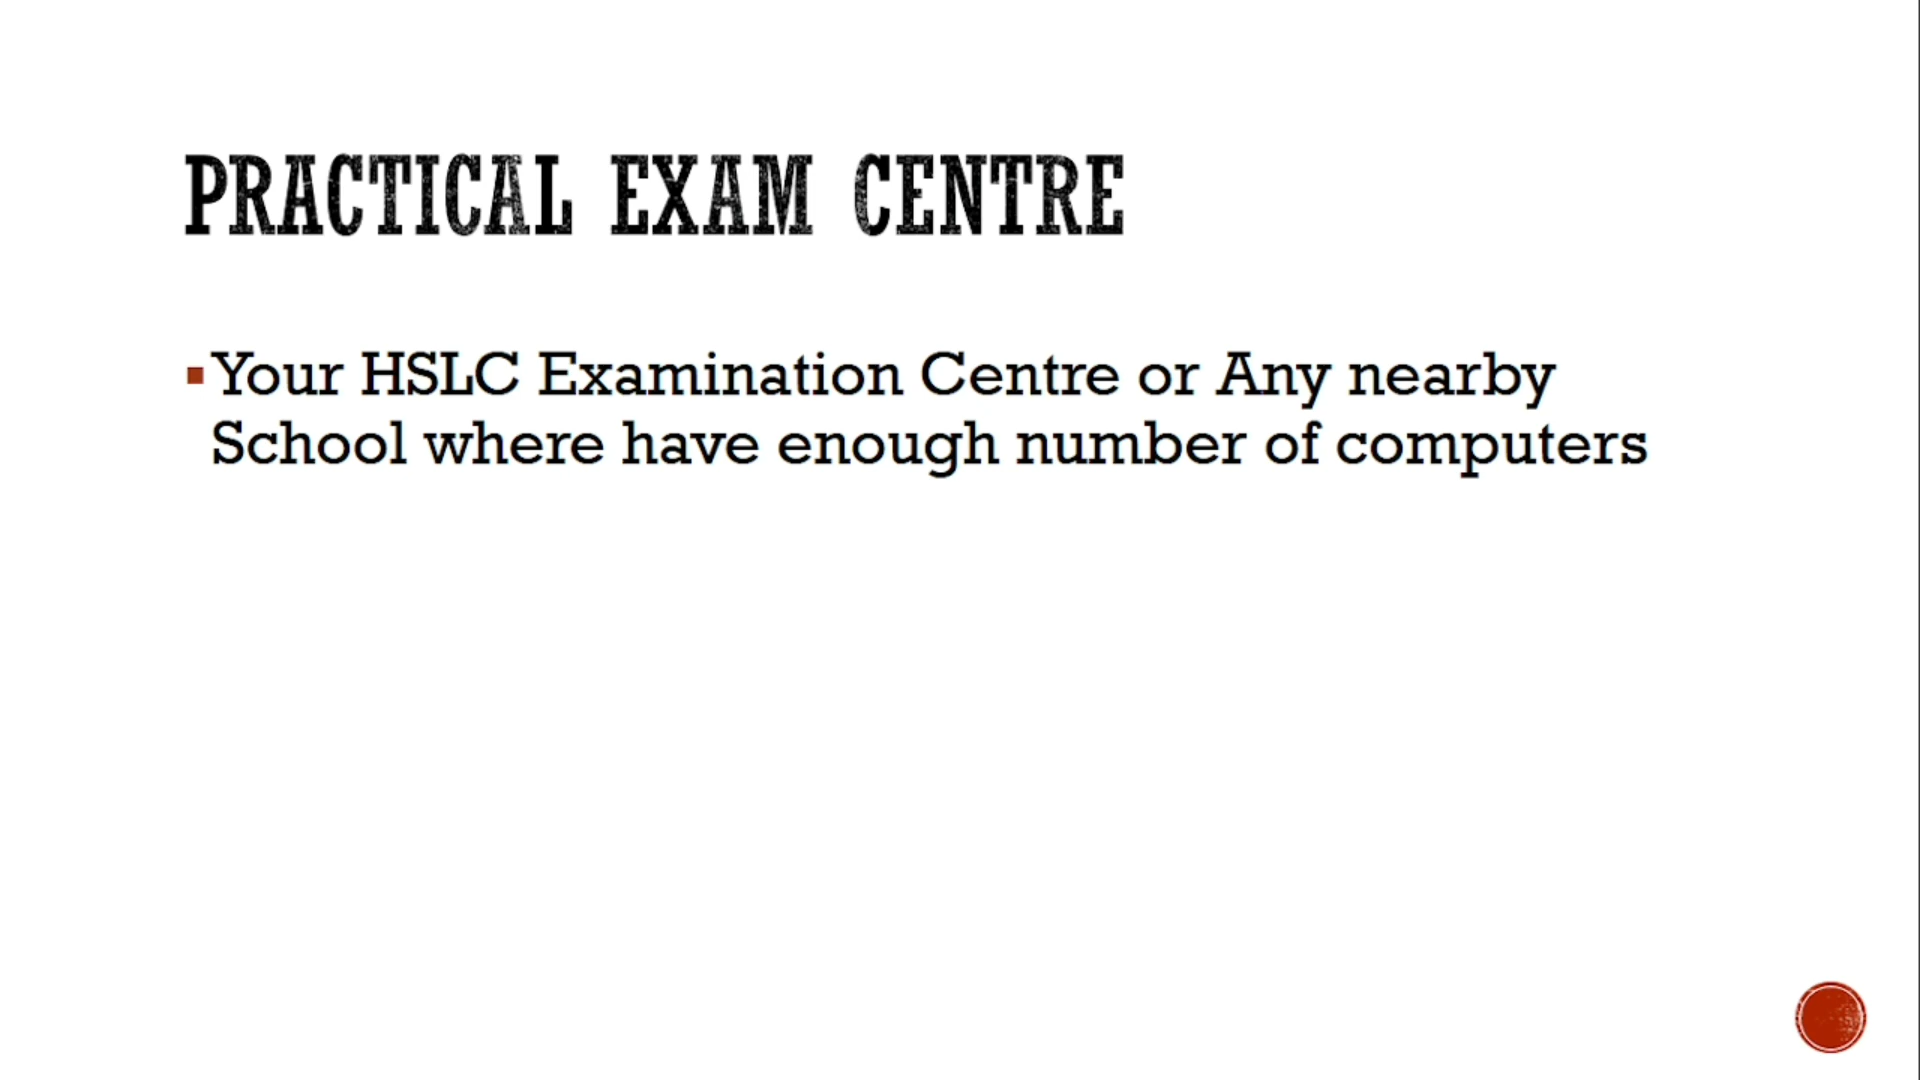 PRACTICAL EXAM CENTRE
▪Your HSLC Examination Centre or Any nearby
School where have enough number of computers